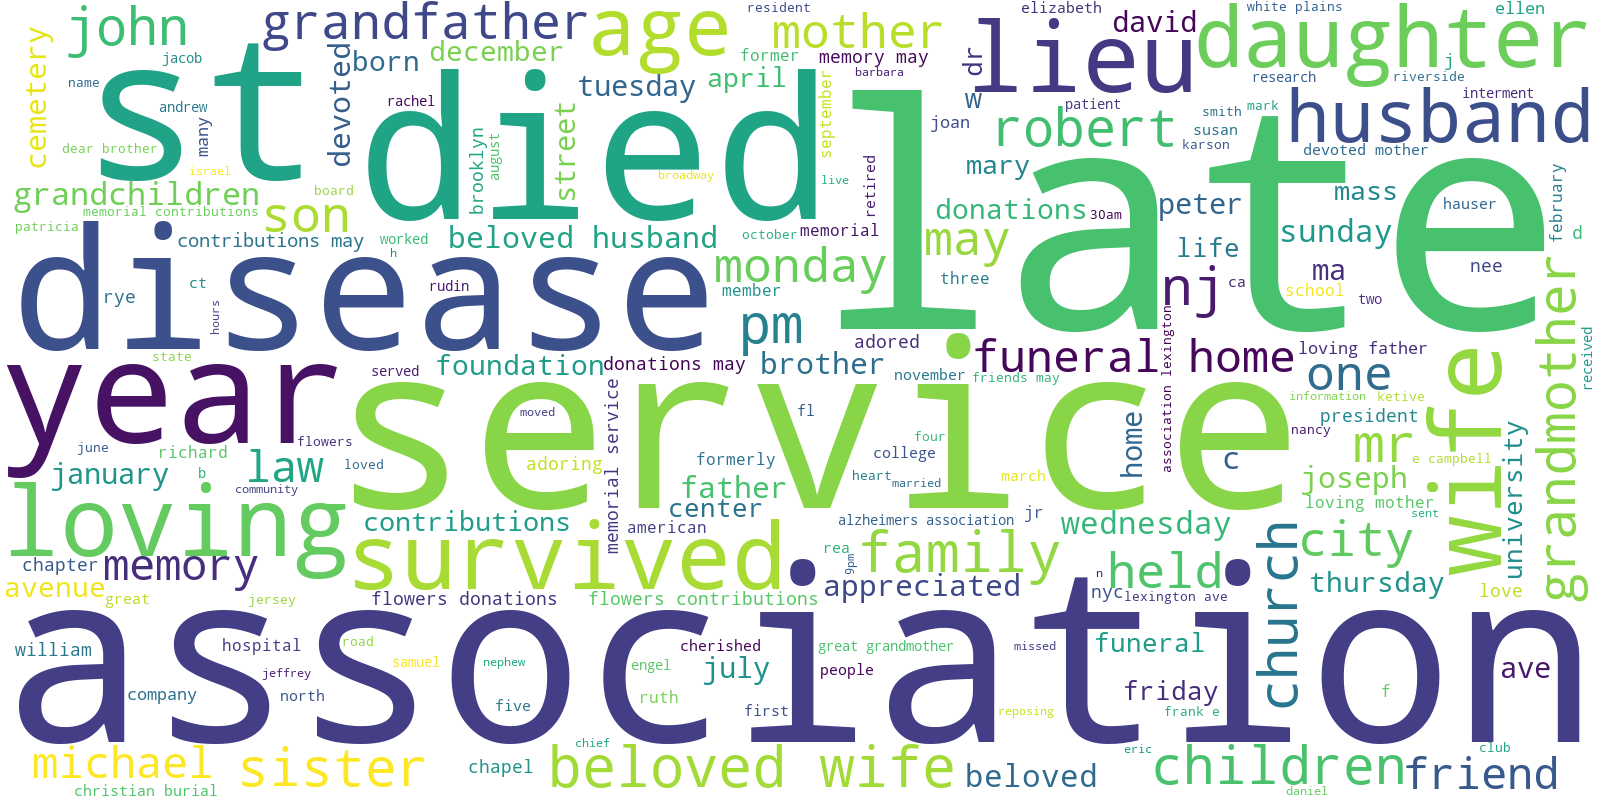 resident
elizabeth
white plains
ellen
john
grandfather
age
mother
david
daughter
lieu
dr
cemetery
jacob
born
december
former
memory may
j
st
devoted
tuesday
april
barbara
research
riverside
name
andrew
rachel
died
september
w
patient
smith
mark
interment
husband
many
dear brother
brooklyn
august
street
joan
robert
susan
karson
devoted mother
israel
broadway
live
retired
late
mary
february
grandchildren
board
son
donations
30am
peter
mass
hauser
patricia
memorial contributions
contributions may
worked
h
beloved husband
october
memorial
may
life
sunday
d
disease
monday
three
nj
ca
ma
nee
rye
ct
hours
rudin
member
school
two
grandmother
state
pm
adored
association lexington
received
year
served
foundation
donations may
brother
november
funeral home
friends may
loving father
one
wife
service
moved
memorial service
fl
information
ketive
president
june
richard
flowers
four
home
nancy
mr
university
january
b
law
loved
adoring
formerly
college
c
e campbell
community
father
heart
married
march
joseph
loving
contributions
center
american
alzheimers association
jr
wednesday
loving mother
sent
city
chapter
memory
survived
rea
9pm
family
n
held
church
thursday
avenue
great
jersey
flowers donations
flowers contributions
appreciated
nyc
lexington ave
love
association
william
hospital
road
cherished
great grandmother
missed
funeral
jeffrey
samuel
nephew
engel
july
people
ave
company
north
five
ruth
first
friday
f
reposing
frank e
michael
sister
chapel
chief
beloved
wife
beloved
eric
children
club
friend
christian burial
daniel